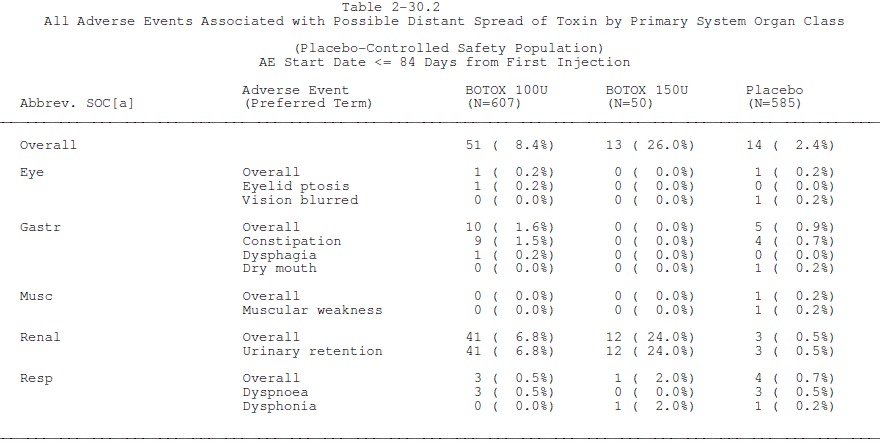 Table 2-30.2
All Adverse Events Associated with Possible Distant Spread of Toxin by Primary System Organ Class
(Placebo-Controlled Safety Population)
AE Start Date <= 84 Days from First Injection
Adverse Event BOTOX 100U BOTOX 150U Placebo
Abbrev. SOC[a] (Preferred Term) (N=607) (N=50) (N=585)
Overall 51 ( 8.4%) 13 ( 26.0%) 14 ( 2.4%)
Eye Overall 1 ( 0.2%) 0 ( 0.0%) 1 ( 0.2%)
Eyelid ptosis 1 ( 0.2%) 0 ( 0.0%) 0 ( 0.0%)
Vision blurred 0 ( 0.0%) 0 ( 0.0%) 1 ( 0.2%)
Gastr Overall 10 ( 1.6%) 0 ( 0.0%) 5 ( 0.9%)
Constipation 9 ( 1.5%) 0 ( 0.0%) 4 ( 0.7%)
Dysphagia 1 ( 0.2%) 0 ( 0.0%) 0 ( 0.0%)
Dry mouth 0 ( 0.0%) 0 ( 0.0%) 1 ( 0.2%)
Musc Overall 0 ( 0.0%) 0 ( 0.0%) 1 ( 0.2%)
Muscular weakness 0 ( 0.0%) 0 ( 0.0%) 1 ( 0.2%)
Renal Overall 41 ( 6.8%) 12 ( 24.0%) 3 ( 0.5%)
Urinary retention 41 ( 6.8%) 12 ( 24.0%) 3 ( 0.5%)
Resp Overall 3 ( 0.5%) 1 ( 2.0%) 4 ( 0.7%)
Dyspnoea 3 ( 0.5%) 0 ( 0.0%) 3 ( 0.5%)
Dysphonia 0 ( 0.0%) 1 ( 2.0%) 1 ( 0.2%)